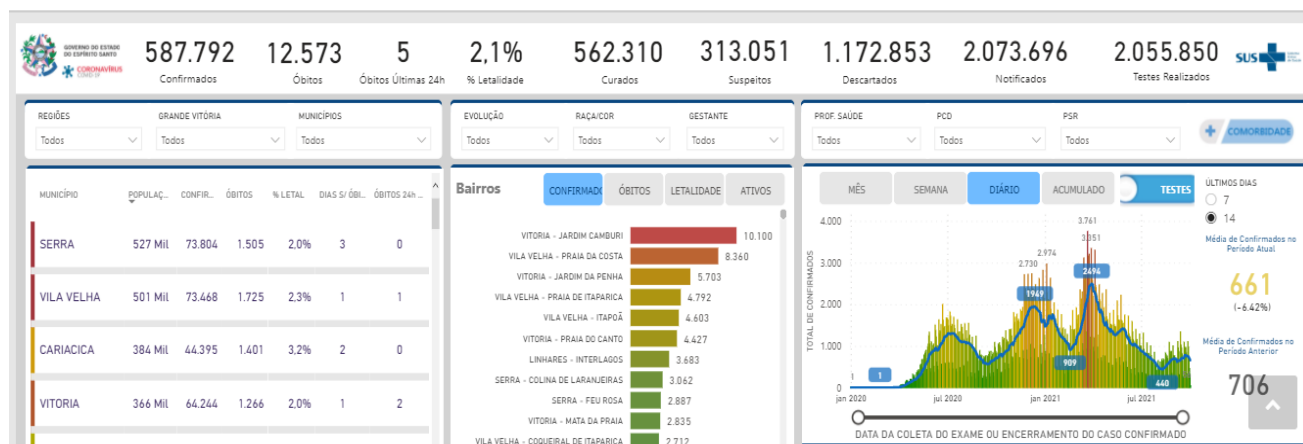 GOVERNO DO ESTADO
DO ESPÍRITO SANTO
CORONAVÍRUS
COVID-19
587.792
Confirmados
12.573
Óbitos
5
Óbitos Últimas 24h
2,1%
% Letalidade
562.310
Curados
313.051
Suspeitos
1.172.853
Descartados
2.073.696
Notificados
2.055.850
Testes Realizados
SUS
REGIÕES
Todos
GRANDE VITÓRIA
Todos
MUNICÍPIOS
Todos
EVOLUÇÃO
Todos
RAÇA/COR
Todos
GESTANTE
Todos
PROF. SAÚDE
Todos
PCD
Todos
PSR
Todos
COMORBIDADE
MUNICÍPIO POPULAÇ... CONFIR... ÓBITOS % LETAL DIAS S/ ÓBI... ÓBITOS 24h ...
SERRA 527 Mil 73.804 1.505 2,0% 3 0
VILA VELHA 501 Mil 73.468 1.725 2,3% 1 1
CARIACICA 384 Mil 44.395 1.401 3,2% 2 0
VITORIA 366 Mil 64.244 1.266 2,0% 1 2
Bairros
CONFIRMADO ÓBITOS LETALIDADE ATIVOS
VITORIA - JARDIM CAMBURI 10.100
VILA VELHA - PRAIA DA COSTA 8.360
VITORIA - JARDIM DA PENHA 5.703
VILA VELHA - PRAIA DE ITAPARICA 4.792
VILA VELHA - ITAPOÃ 4.603
VITORIA - PRAIA DO CANTO 4.427
LINHARES - INTERLAGOS 3.683
SERRA - COLINA DE LARANJEIRAS 3.062
SERRA - FEU ROSA 2.887
VITORIA - MATA DA PRAIA 2.835
VILA VELHA - COQUEIRAL DE ITAPARICA 2.712
MÊS SEMANA DIÁRIO ACUMULADO TESTES
TOTAL DE CONFIRMADOS
4.000
3.000
2.000
1.000
0
1
1
2.730
2.974
1949
909
3.761
3.351
2494
440
jan 2020 jul 2020 jan 2021 jul 2021
DATA DA COLETA DO EXAME OU ENCERRAMENTO DO CASO CONFIRMADO
ÚLTIMOS DIAS
7
14
Média de Confirmados no
Período Atual
661
(-6.42%)
Média de Confirmados no
Período Anterior
706